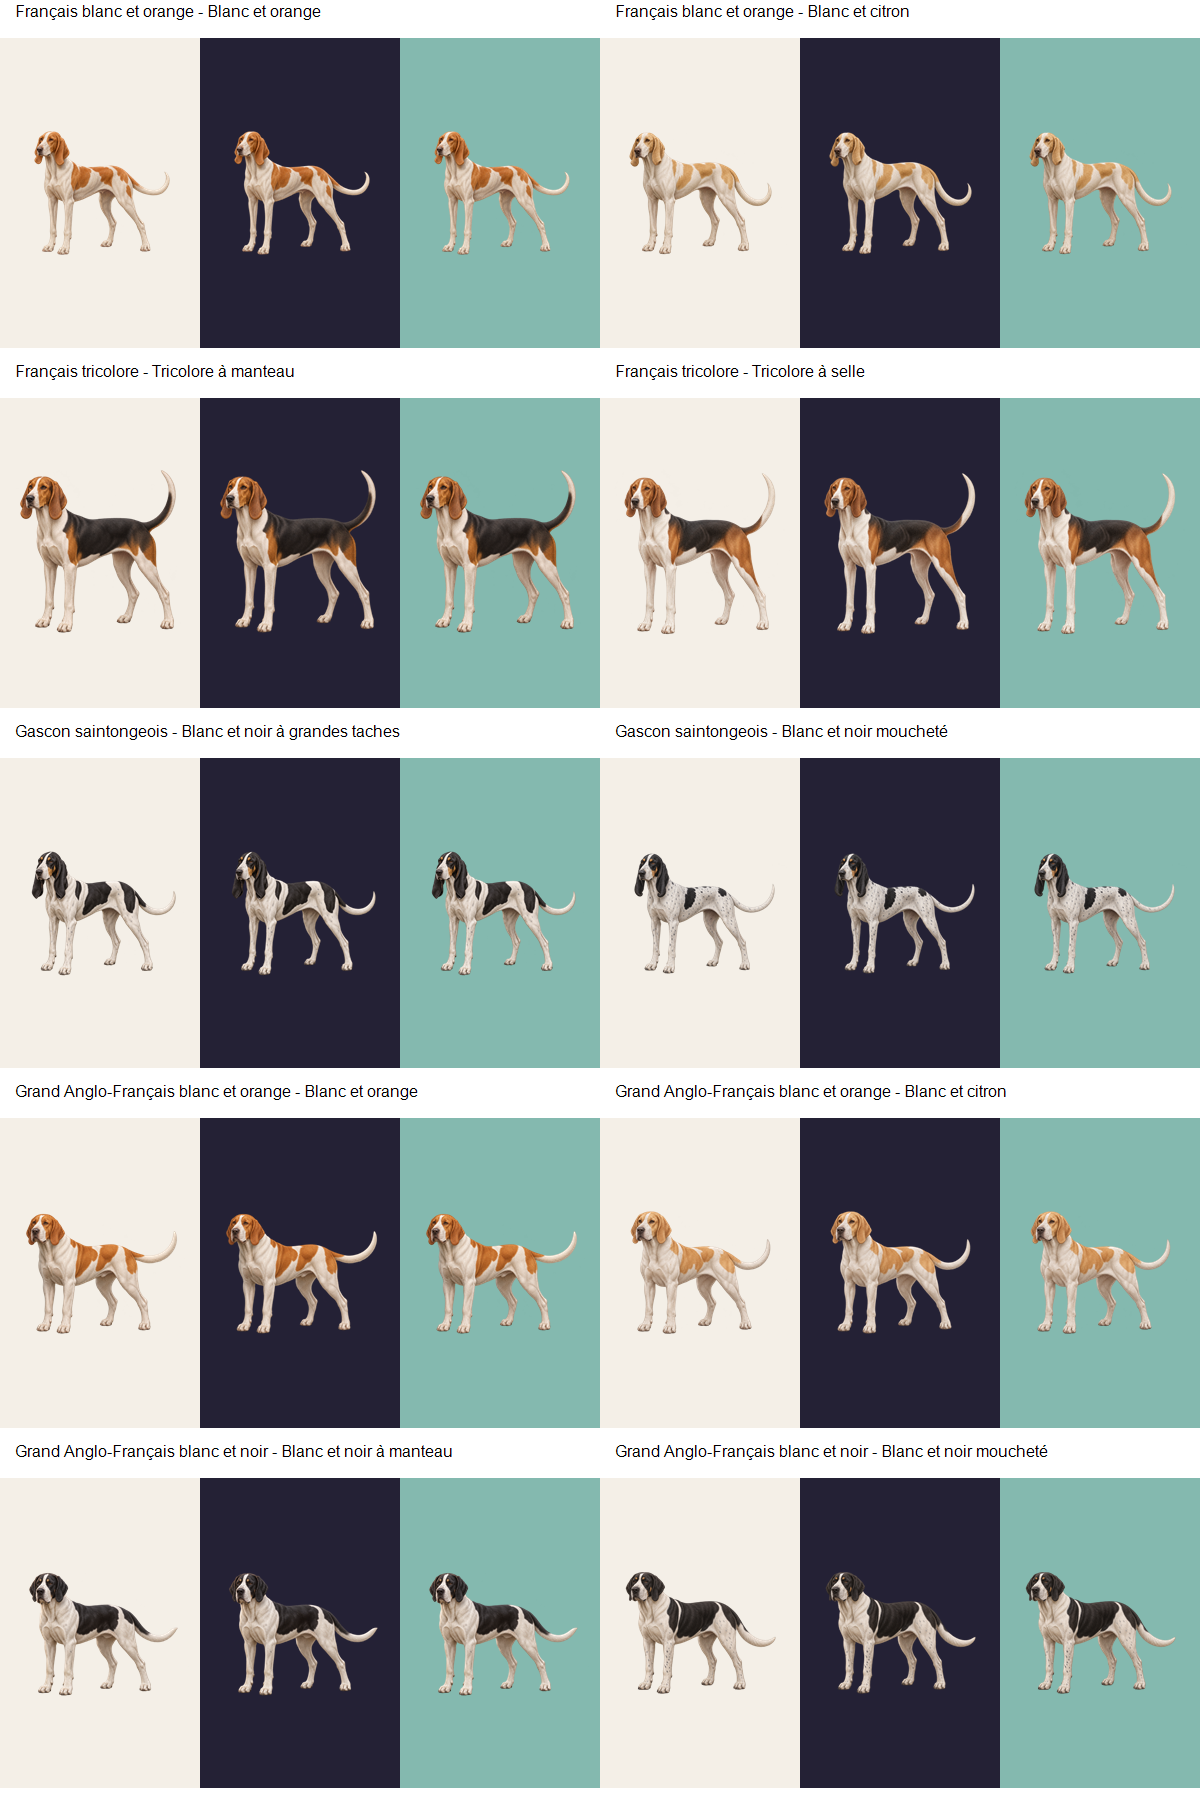 Français blanc et orange - Blanc et orange
Français blanc et orange - Blanc et citron
Français tricolore - Tricolore à manteau
Français tricolore - Tricolore à selle
Gascon saintongeois - Blanc et noir à grandes taches
Gascon saintongeois - Blanc et noir moucheté
Grand Anglo-Français blanc et orange - Blanc et orange
Grand Anglo-Français blanc et orange - Blanc et citron
Grand Anglo-Français blanc et noir - Blanc et noir à manteau
Grand Anglo-Français blanc et noir - Blanc et noir moucheté